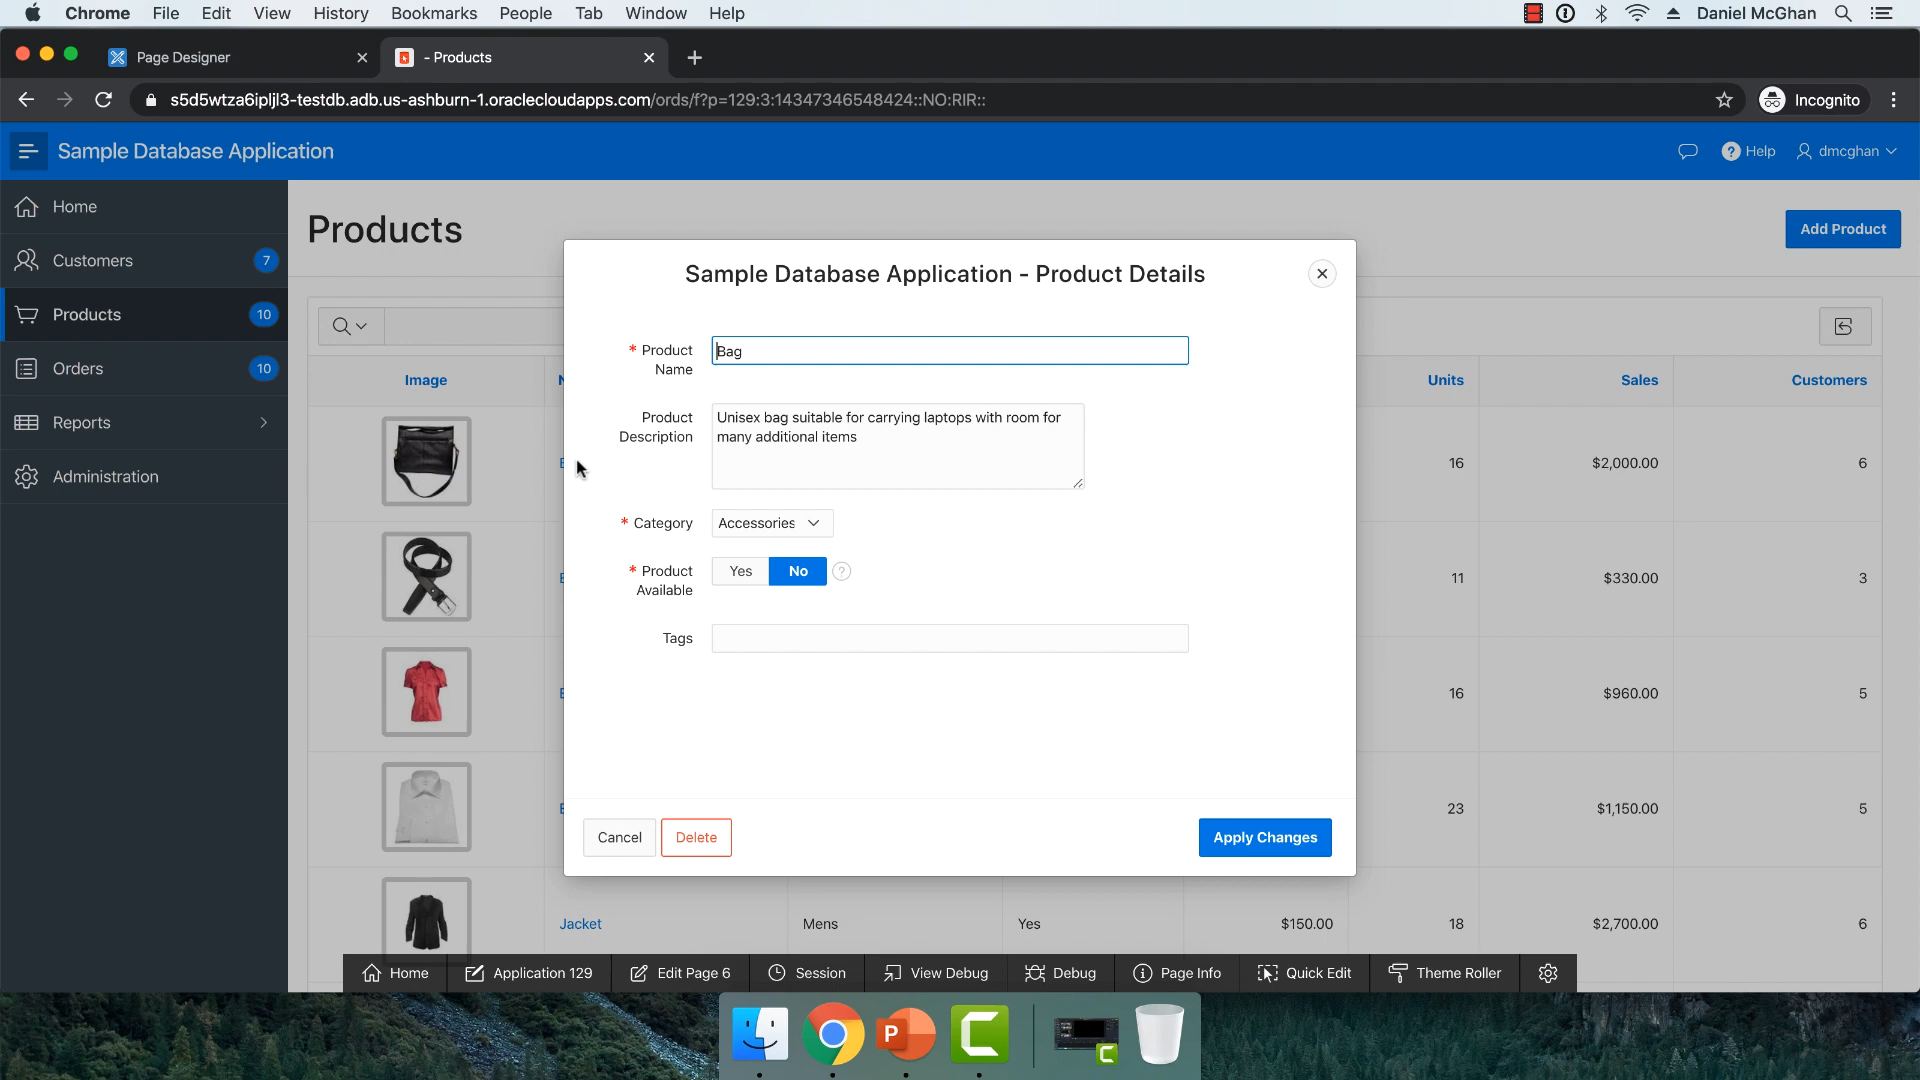 Chrome File Edit View History Bookmarks People Tab Window Help Daniel McGhan
Page Designer - Products
s5d5wtza6ipljl3-testdb.adb.us-ashburn-1.oraclecloudapps.com/ords/f?p=129:3:14347346548424::NO:RIR:: Incognito
Sample Database Application ? Help dmcghan
Home
Customers 7
Products 10
Orders 10
Reports
Administration
Products
Add Product
Sample Database Application - Product Details
* Product Name
Bag
Product Description
Unisex bag suitable for carrying laptops with room for
many additional items
* Category Accessories
* Product Available
Yes No ?
Tags
Cancel Delete Apply Changes
Image Units Sales Customers
16 $2,000.00 6
11 $330.00 3
16 $960.00 5
23 $1,150.00 5
Jacket Mens Yes $150.00 18 $2,700.00 6
Home Application 129 Edit Page 6 Session View Debug Debug Page Info Quick Edit Theme Roller
P